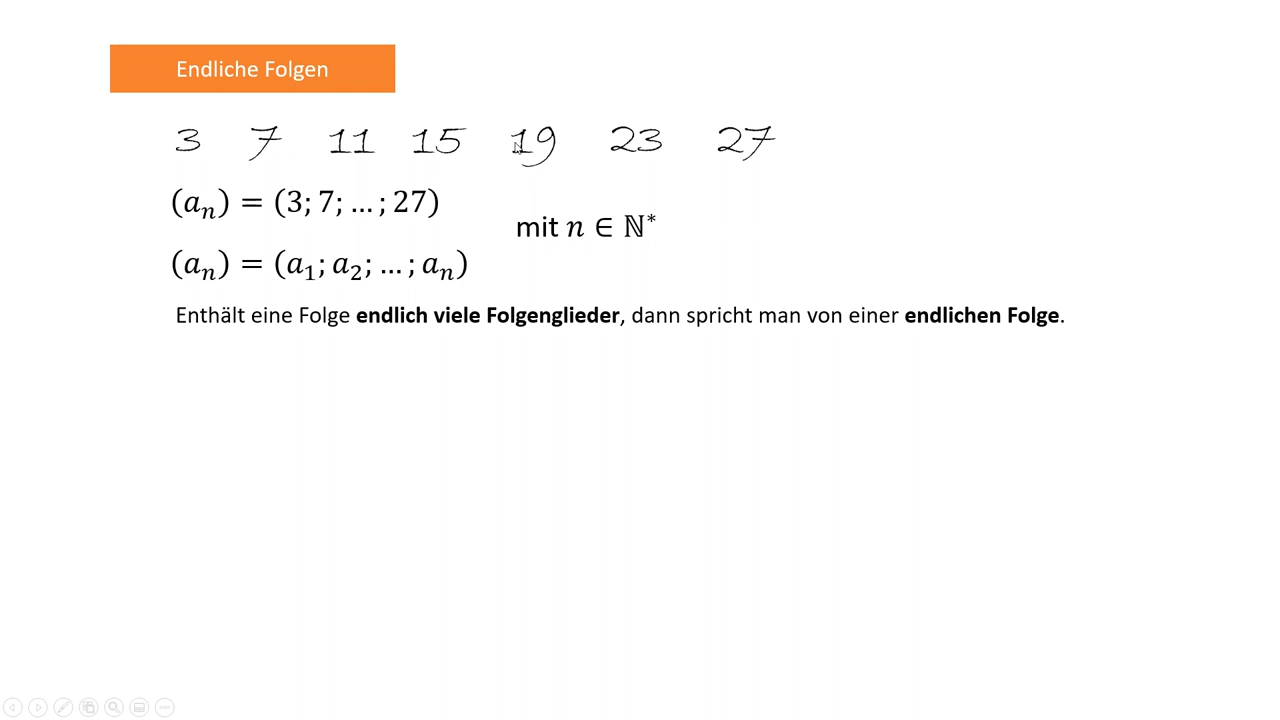 Endliche Folgen
3 7 11 15 19 23 27
(aₙ) = (3; 7; … ; 27)
mit n ∈ ℕ*
(aₙ) = (a₁; a₂; … ; aₙ)
Enthält eine Folge endlich viele Folgenglieder, dann spricht man von einer endlichen Folge.